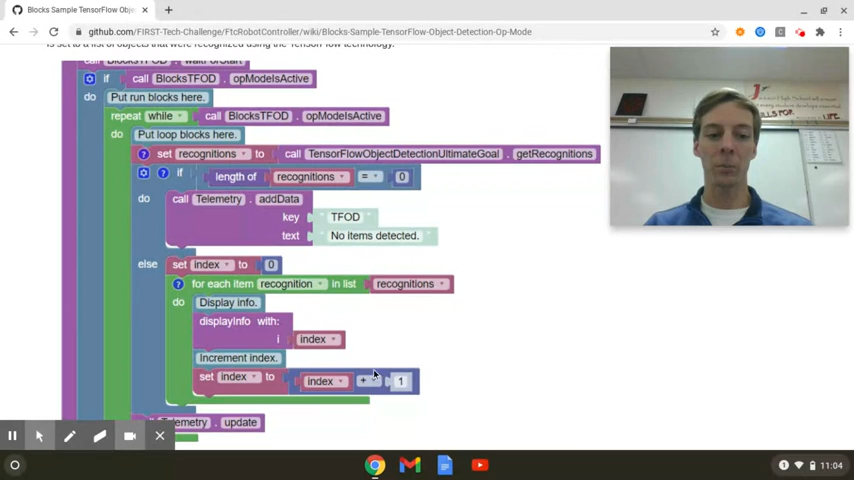 Blocks Sample TensorFlow Objec
github.com/FIRST-Tech-Challenge/FtcRobotController/wiki/Blocks-Sample-TensorFlow-Object-Detection-Op-Mode
is set to a list of objects that were recognized using the TensorFlow technology.
call BlocksTFOD . waitForStart
if call BlocksTFOD . opModeIsActive
do Put run blocks here.
repeat while call BlocksTFOD . opModeIsActive
do Put loop blocks here.
set recognitions to call TensorFlowObjectDetectionUltimateGoal . getRecognitions
if length of recognitions = 0
do call Telemetry . addData
key " TFOD "
text " No items detected. "
else set index to 0
for each item recognition in list recognitions
do Display info.
displayInfo with:
i index
Increment index.
set index to index + 1
Telemetry . update
11:04